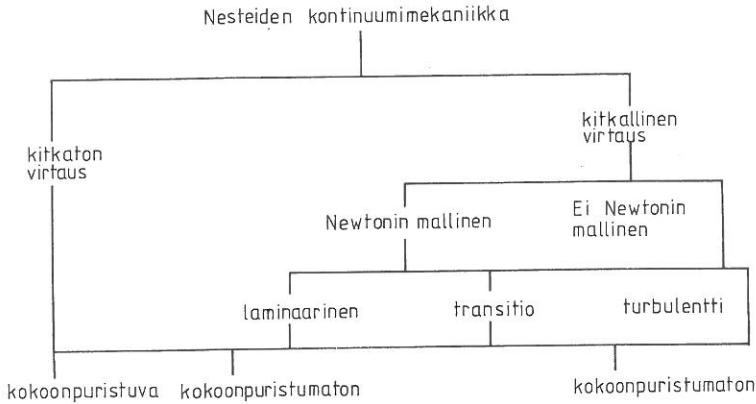 Nesteiden kontinuumimekaniikka
kitkallinen
virtaus
kitkaton
virtaus
Newtonin mallinen
Ei Newtonin
mallinen
laminaarinen
transitio
turbulentti
kokoonpuristuva
kokoonpuristumaton
kokoonpuristumaton